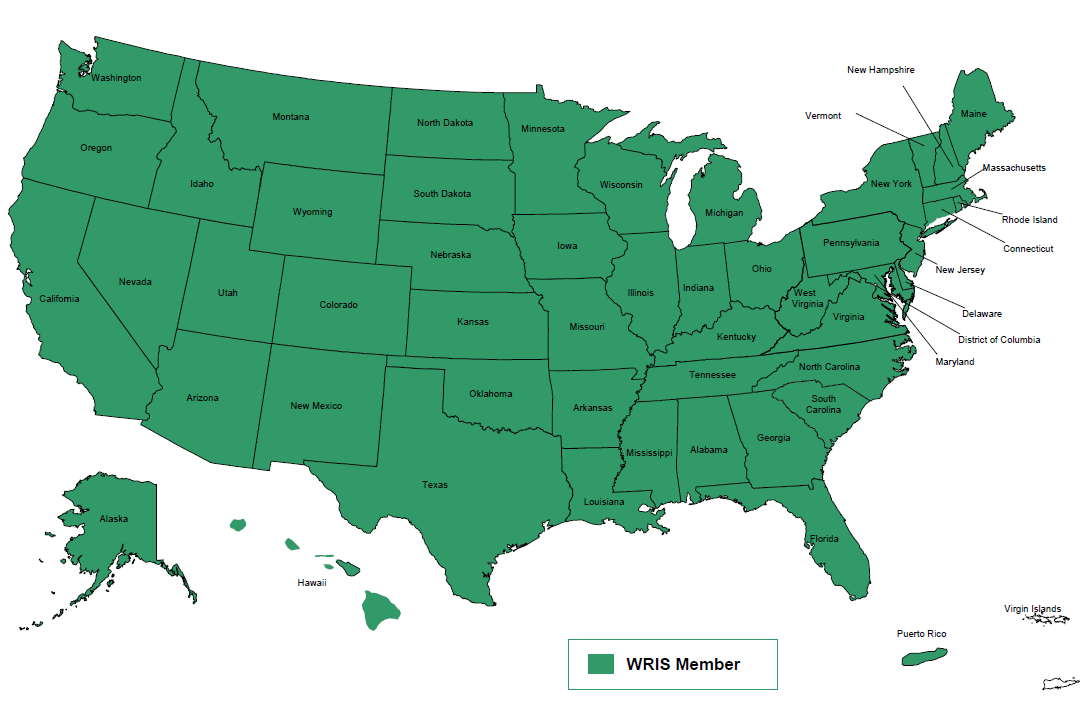 New Hampshire
Washington
Vermont
Maine
Montana
North Dakota
Minnesota
Oregon
Massachusetts
Idaho
Wisconsin
New York
South Dakota
Wyoming
Michigan
Rhode Island
Iowa
Pennsylvania
Connecticut
Nebraska
New Jersey
Ohio
Nevada
Utah
Illinois
Indiana
West
Virginia
California
Colorado
Delaware
Kansas
Missouri
Virginia
Kentucky
District of Columbia
Maryland
North Carolina
Tennessee
Arizona
Oklahoma
New Mexico
Arkansas
South
Carolina
Georgia
Mississippi
Alabama
Texas
Louisiana
Alaska
Florida
Hawaii
Virgin Islands
Puerto Rico
WRIS Member